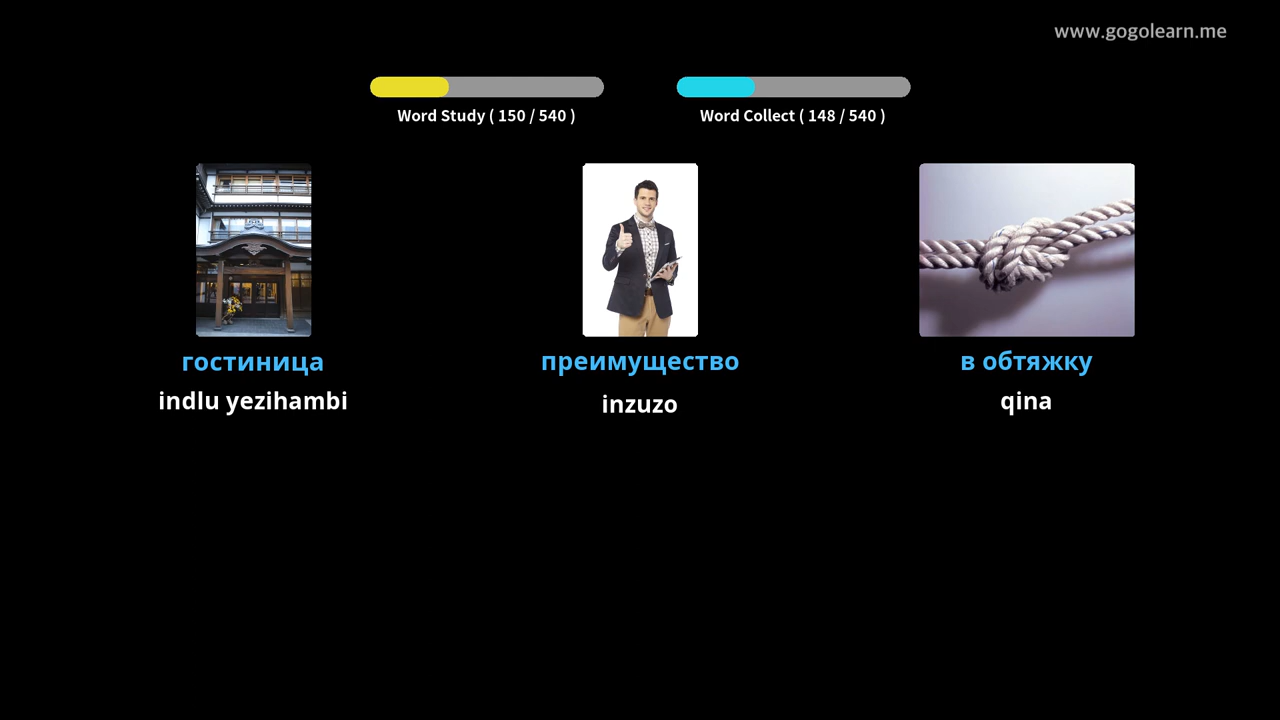 www.gogolearn.me
Word Study ( 150 / 540 )
Word Collect ( 148 / 540 )
гостиница
преимущество
в обтяжку
indlu yezihambi
inzuzo
qina